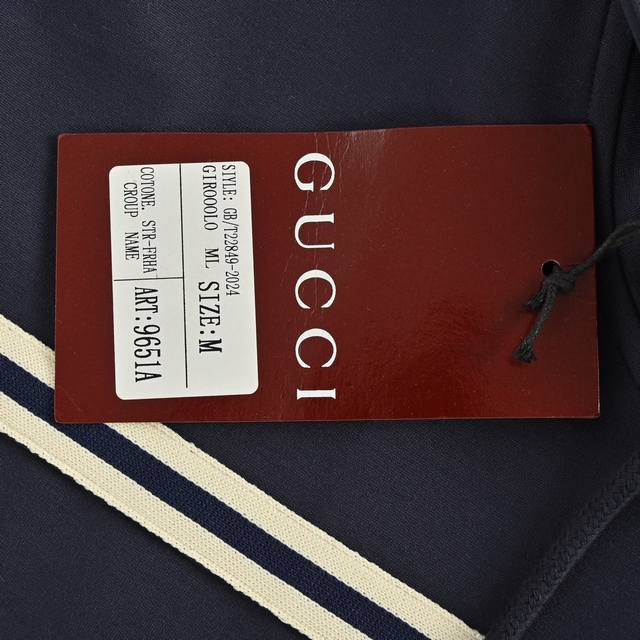 GUCCI
STYLE: GB/T22849-2024
GIROOOLO ML SIZE:M
COTONE. STR-FRHA
CROUP NAME
ART:9651A